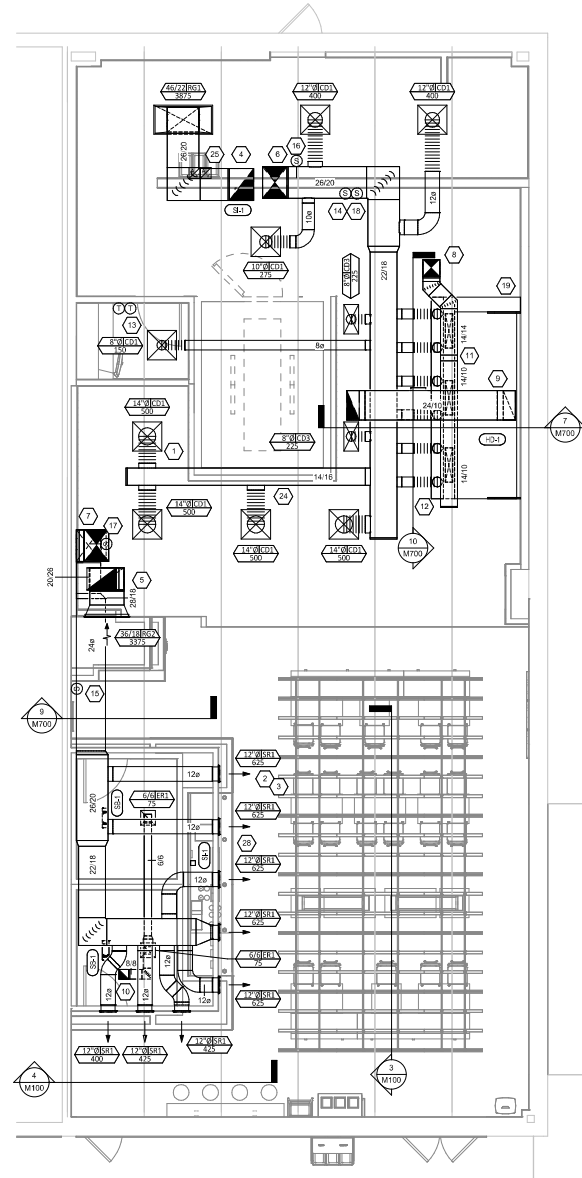 46/22 RG1
3875
12"Ø CD1
400
12"Ø CD1
400
25
4
6
16
S
26/20
26/20
S S
14
18
SI-1
12ø
10ø
10"Ø CD1
275
8"Ø CD3
225
22/18
8
19
T T
13
8"Ø CD1
150
8ø
14/14
11
14/10
9
14"Ø CD1
500
24/10
7
M700
1
8"Ø CD3
225
HD-1
14/16
14/10
24
12
14"Ø CD1
500
7
17
14"Ø CD1
500
14"Ø CD1
500
10
M700
20/26
5
28/18
24ø
36/18 RG2
3375
S
15
9
M700
12"Ø SR1
625
12ø
2
3
6/6 ER1
75
26/20
SB-1
12"Ø SR1
625
12ø
28
22/18
6/6
SI-1
12"Ø SR1
625
12ø
12"Ø SR1
625
6/6 ER1
75
SB-1
8/8
12ø
10
12ø
12ø
12ø
12"Ø SR1
625
12"Ø SR1
400
12"Ø SR1
425
12"Ø SR1
425
4
M100
3
M100